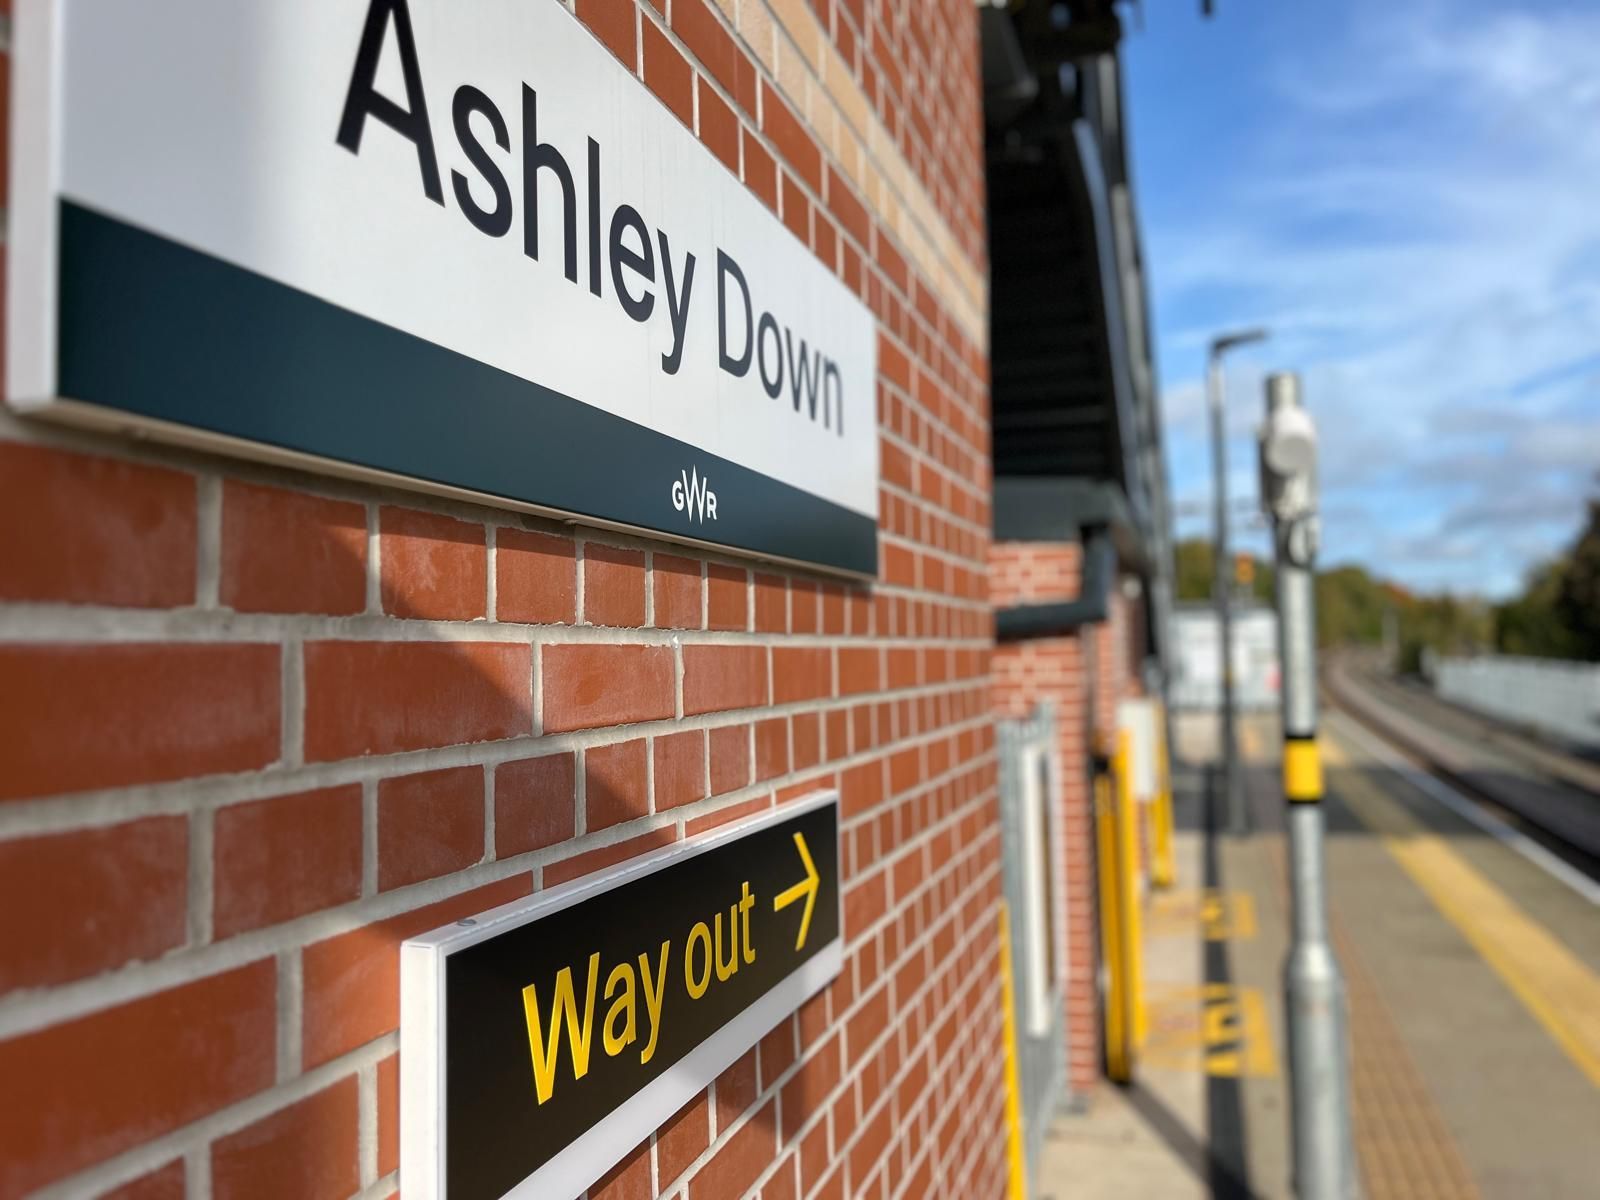 Ashley Down
GWR
Way out →